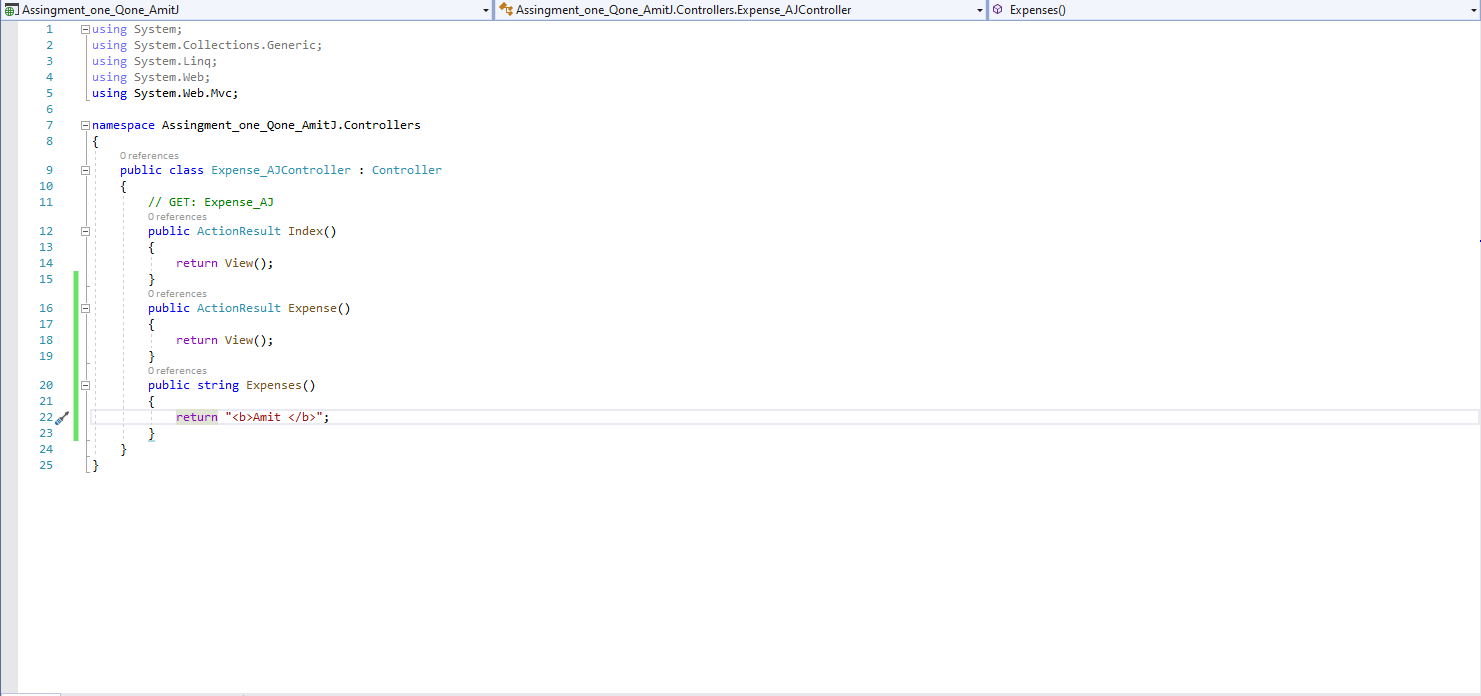 Assingment_one_Qone_AmitJ Assingment_one_Qone_AmitJ.Controllers.Expense_AJController Expenses()
1 using System;
2 using System.Collections.Generic;
3 using System.Linq;
4 using System.Web;
5 using System.Web.Mvc;
6
7 namespace Assingment_one_Qone_AmitJ.Controllers
8 {
0 references
9 public class Expense_AJController : Controller
10 {
11 // GET: Expense_AJ
0 references
12 public ActionResult Index()
13 {
14 return View();
15 }
0 references
16 public ActionResult Expense()
17 {
18 return View();
19 }
0 references
20 public string Expenses()
21 {
22 return "<b>Amit </b>";
23 }
24 }
25 }